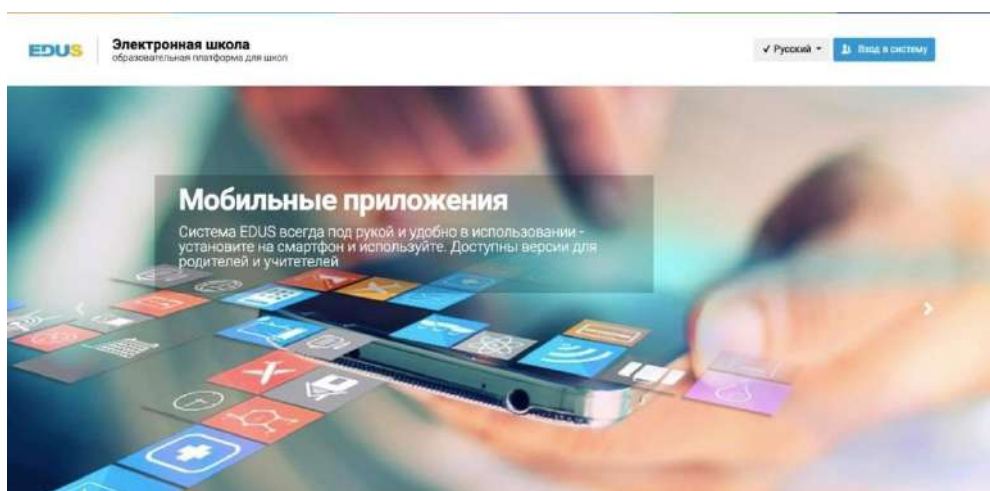 EDUS
Электронная школа
образовательная платформа для школ
✓ Русский
Вход в систему
Мобильные приложения
Система EDUS всегда под рукой и удобно в использовании -
установите на смартфон и используйте. Доступны версии для
родителей и учитетелей